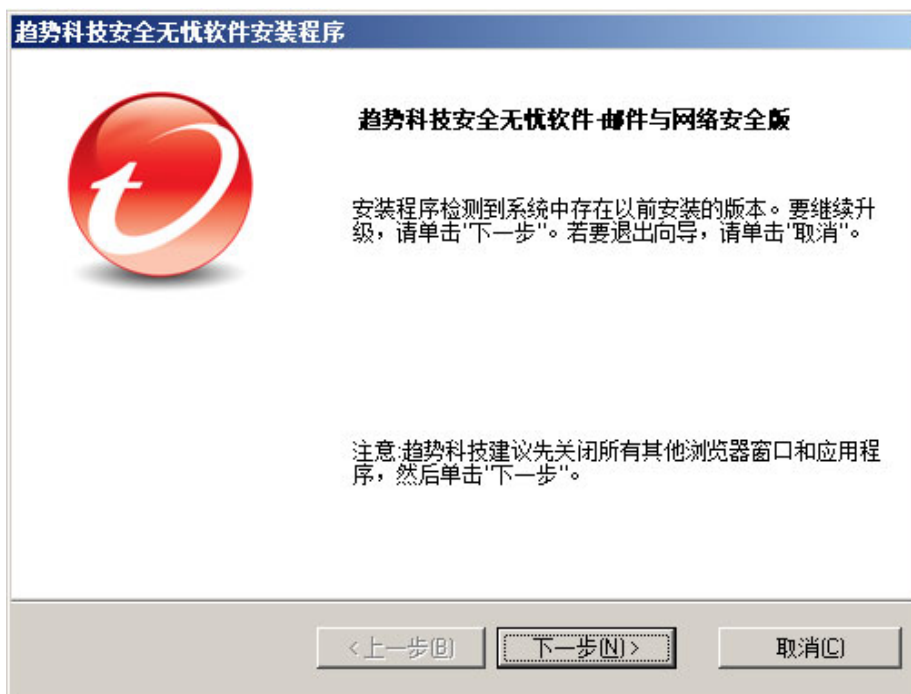 趋势科技安全无忧软件安装程序
趋势科技安全无忧软件-邮件与网络安全版
安装程序检测到系统中存在以前安装的版本。要继续升
级，请单击"下一步"。若要退出向导，请单击"取消"。
注意:趋势科技建议先关闭所有其他浏览器窗口和应用程
序，然后单击"下一步"。
<上一步(B) 下一步(N)> 取消(C)